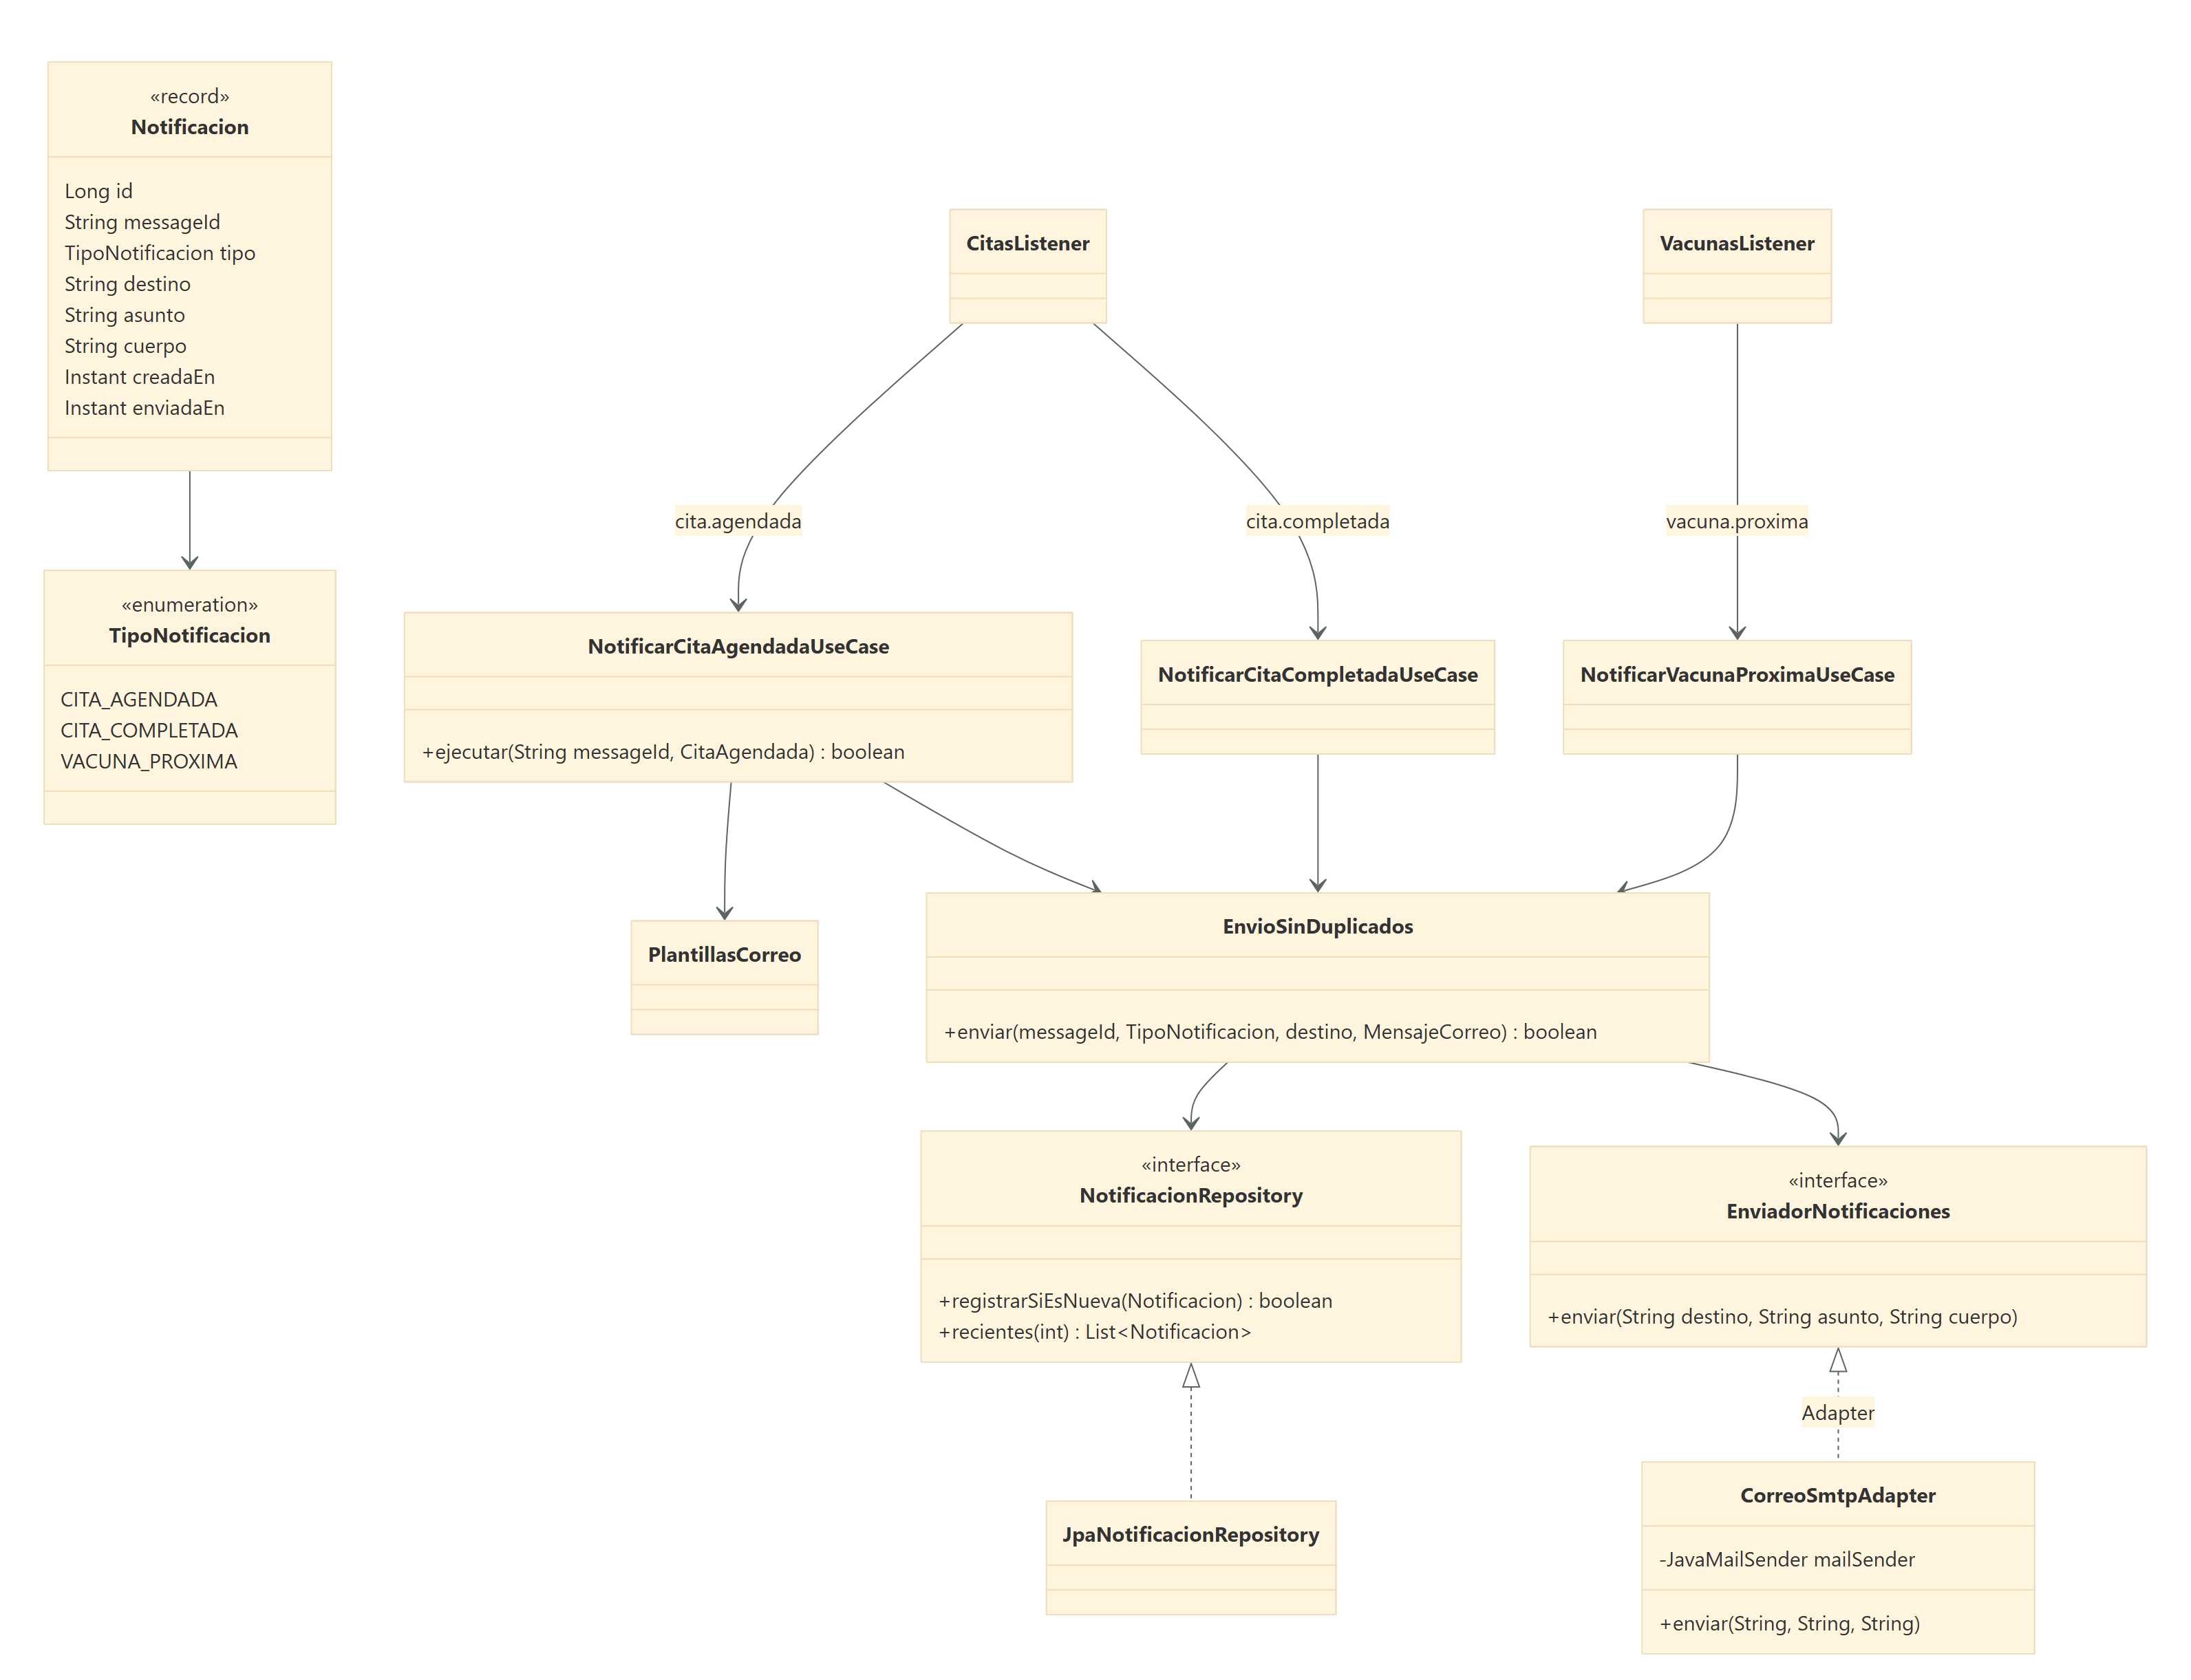 «record»
Notificacion
Long id
String messageId
TipoNotificacion tipo
String destino
String asunto
String cuerpo
Instant creadaEn
Instant enviadaEn
«enumeration»
TipoNotificacion
CITA_AGENDADA
CITA_COMPLETADA
VACUNA_PROXIMA
CitasListener
VacunasListener
cita.agendada
cita.completada
vacuna.proxima
NotificarCitaAgendadaUseCase
+ejecutar(String messageId, CitaAgendada) : boolean
NotificarCitaCompletadaUseCase
NotificarVacunaProximaUseCase
PlantillasCorreo
EnvioSinDuplicados
+enviar(messageId, TipoNotificacion, destino, MensajeCorreo) : boolean
«interface»
NotificacionRepository
+registrarSiEsNueva(Notificacion) : boolean
+recientes(int) : List<Notificacion>
«interface»
EnviadorNotificaciones
+enviar(String destino, String asunto, String cuerpo)
Adapter
JpaNotificacionRepository
CorreoSmtpAdapter
-JavaMailSender mailSender
+enviar(String, String, String)